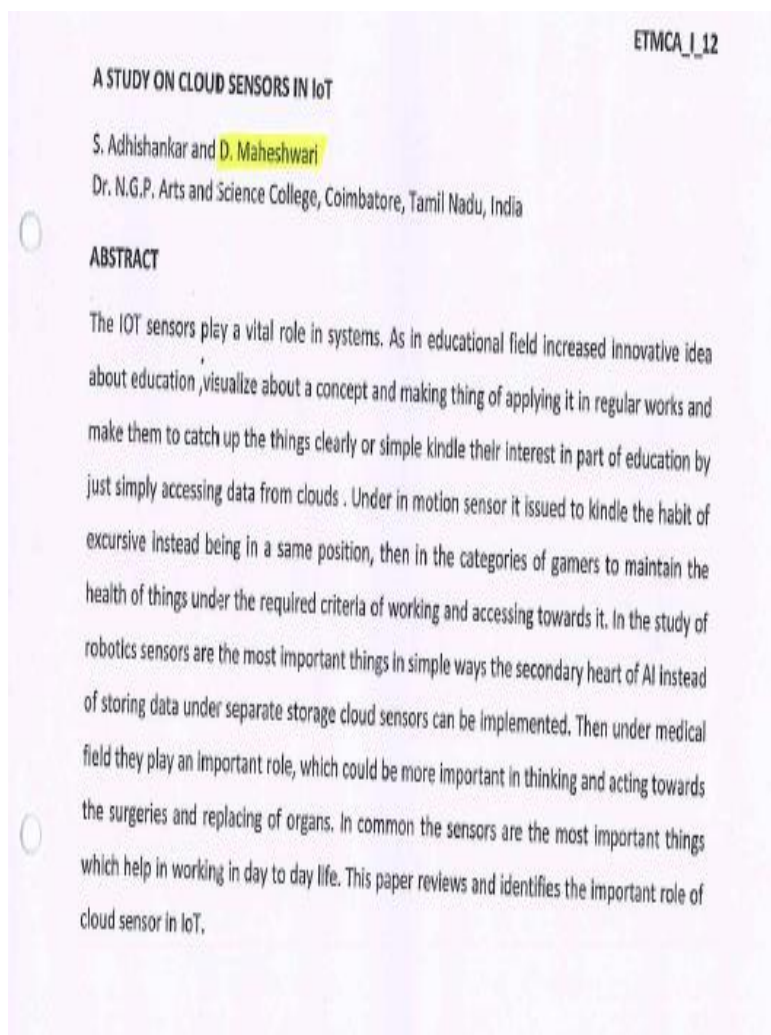 ETMCA_I_12
A STUDY ON CLOUD SENSORS IN IoT
S. Adhishankar and D. Maheshwari
Dr. N.G.P. Arts and Science College, Coimbatore, Tamil Nadu, India
ABSTRACT
The IOT sensors play a vital role in systems. As in educational field increased innovative idea
about education ,visualize about a concept and making thing of applying it in regular works and
make them to catch up the things clearly or simple kindle their interest in part of education by
just simply accessing data from clouds . Under in motion sensor it issued to kindle the habit of
excursive instead being in a same position, then in the categories of gamers to maintain the
health of things under the required criteria of working and accessing towards it. In the study of
robotics sensors are the most important things in simple ways the secondary heart of AI instead
of storing data under separate storage cloud sensors can be implemented. Then under medical
field they play an important role, which could be more important in thinking and acting towards
the surgeries and replacing of organs. In common the sensors are the most important things
which help in working in day to day life. This paper reviews and identifies the important role of
cloud sensor in IoT.